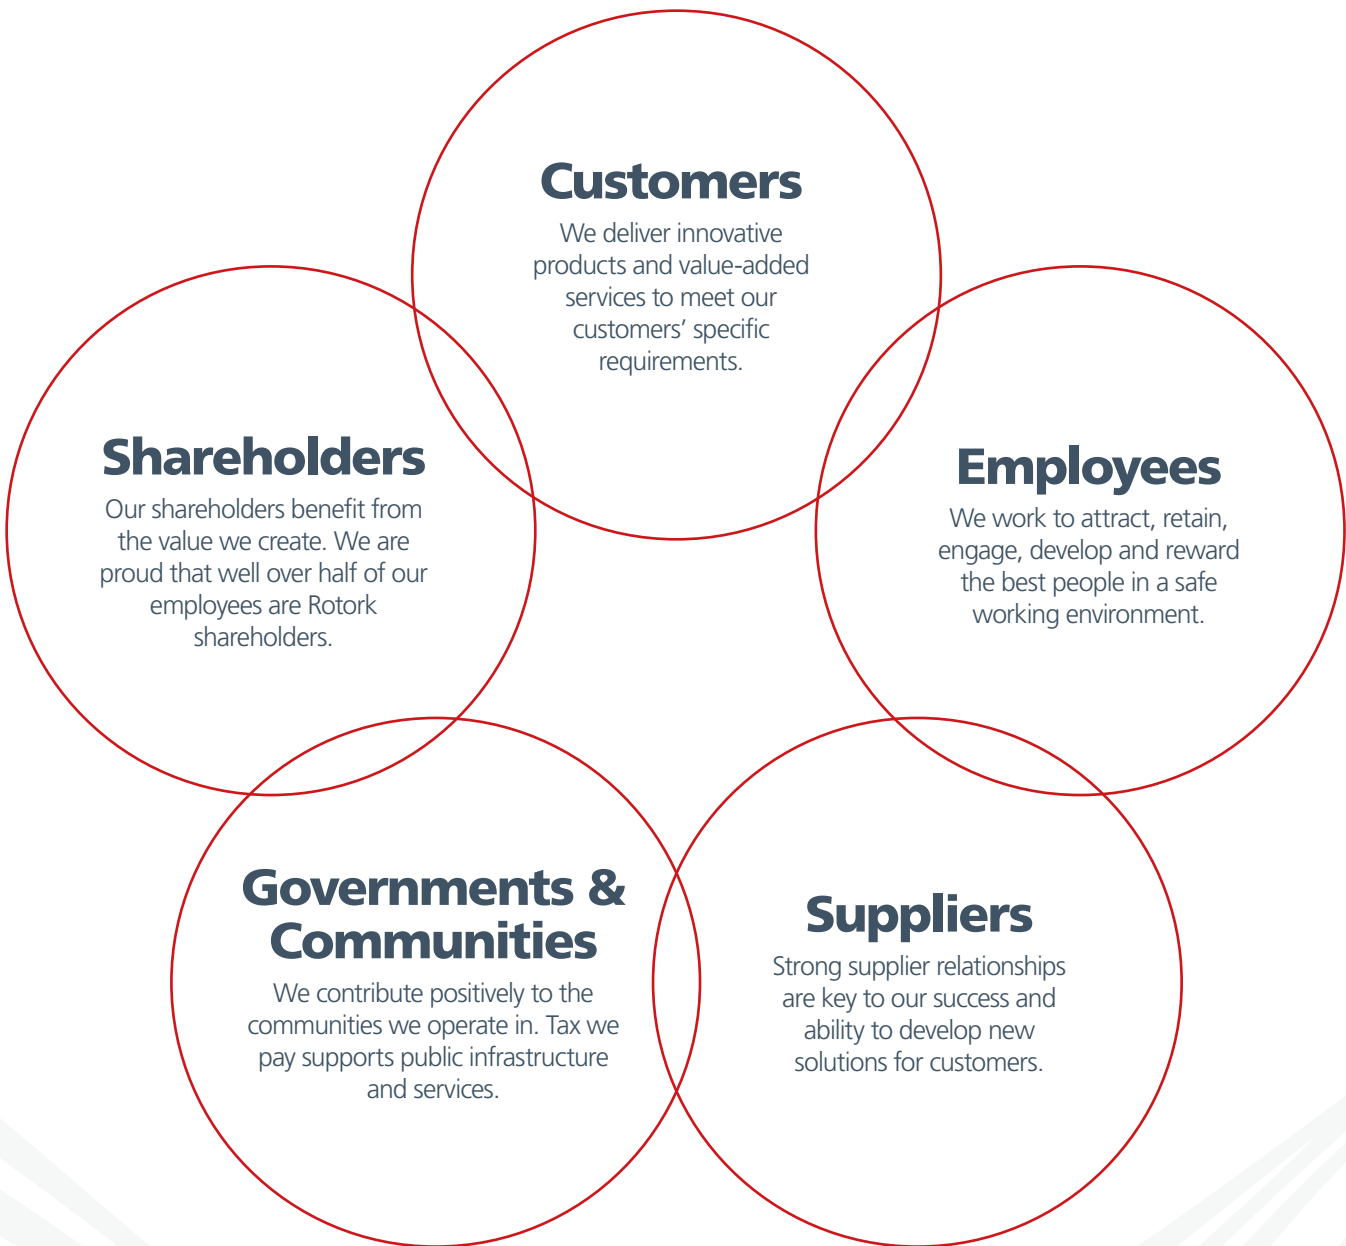 Customers
We deliver innovative
products and value-added
services to meet our
customers’ specific
requirements.
Shareholders
Our shareholders benefit from
the value we create. We are
proud that well over half of our
employees are Rotork
shareholders.
Employees
We work to attract, retain,
engage, develop and reward
the best people in a safe
working environment.
Governments &
Communities
We contribute positively to the
communities we operate in. Tax we
pay supports public infrastructure
and services.
Suppliers
Strong supplier relationships
are key to our success and
ability to develop new
solutions for customers.